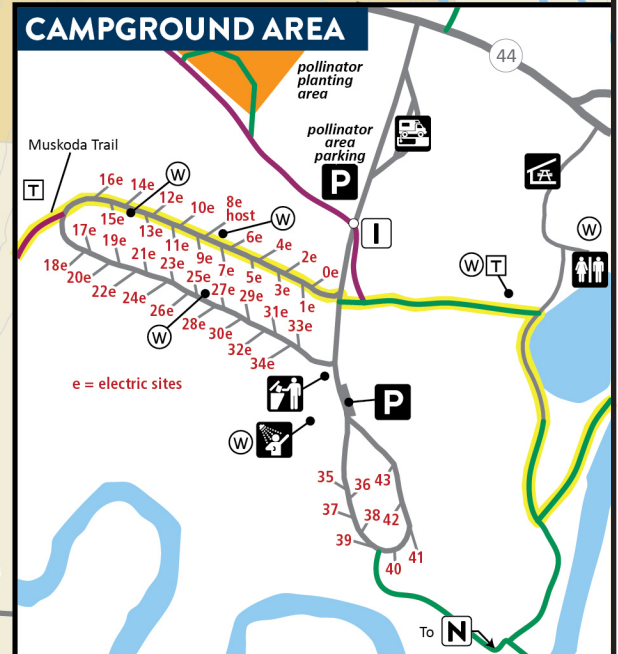 CAMPGROUND AREA
44
pollinator
planting
area
pollinator
area
parking
P
Muskoda Trail
T
W
16e
14e
12e
10e
8e
host
W
6e
4e
2e
0e
I
W
W T
15e
13e
11e
9e
7e
5e
3e
1e
17e
19e
21e
23e
25e
27e
29e
31e
33e
18e
20e
22e
24e
26e
28e
30e
32e
34e
W
e = electric sites
P
W
35
36
43
37
38
42
39
40
41
To N